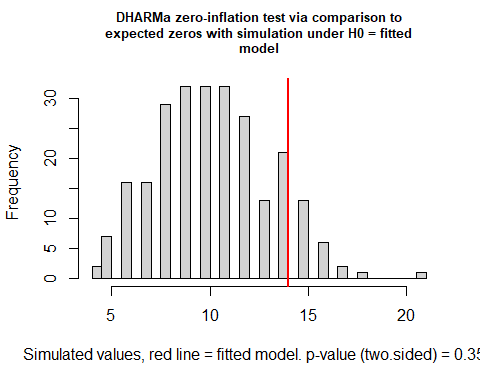 DHARMa zero-inflation test via comparison to
expected zeros with simulation under H0 = fitted
model
Frequency
30
20
10
5
0
5
10
15
20
Simulated values, red line = fitted model. p-value (two.sided) = 0.35